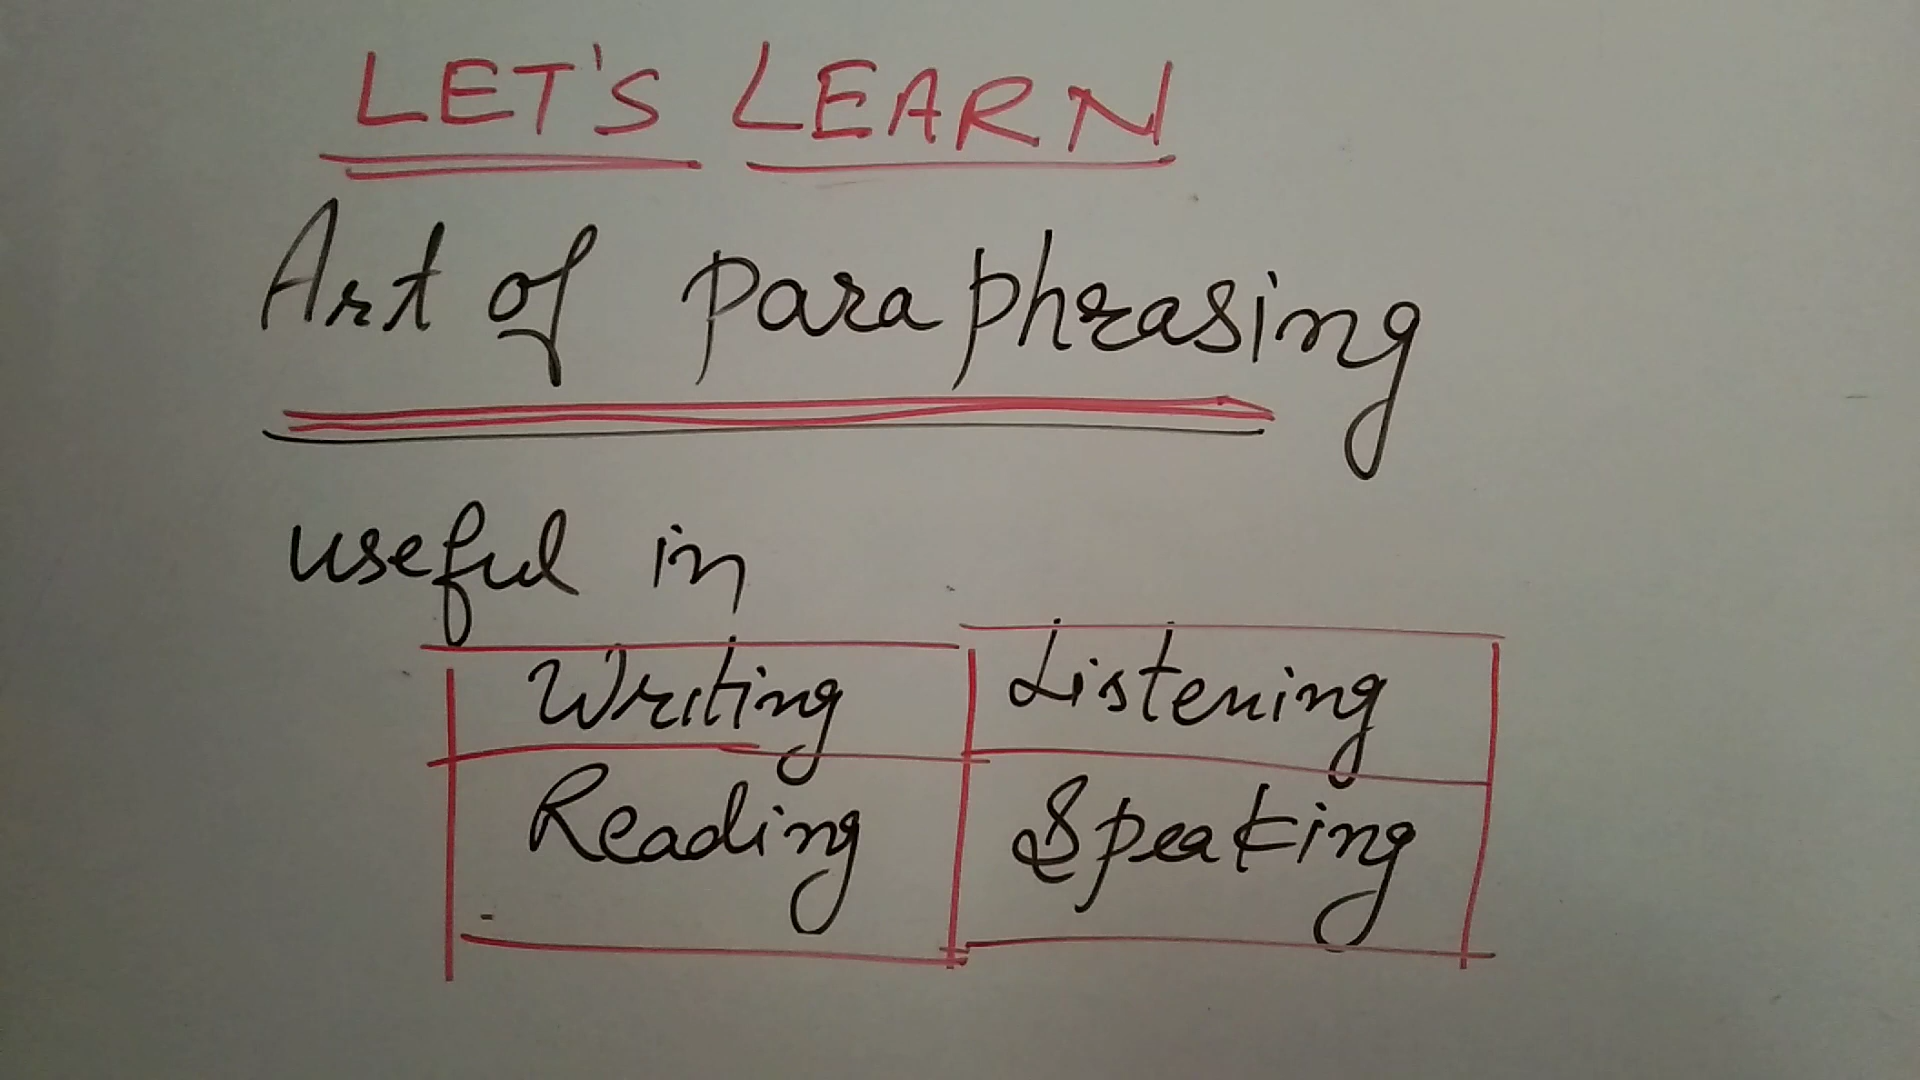 LET'S LEARN
Art of paraphrasing
useful in
Writing Listening
Reading Speaking